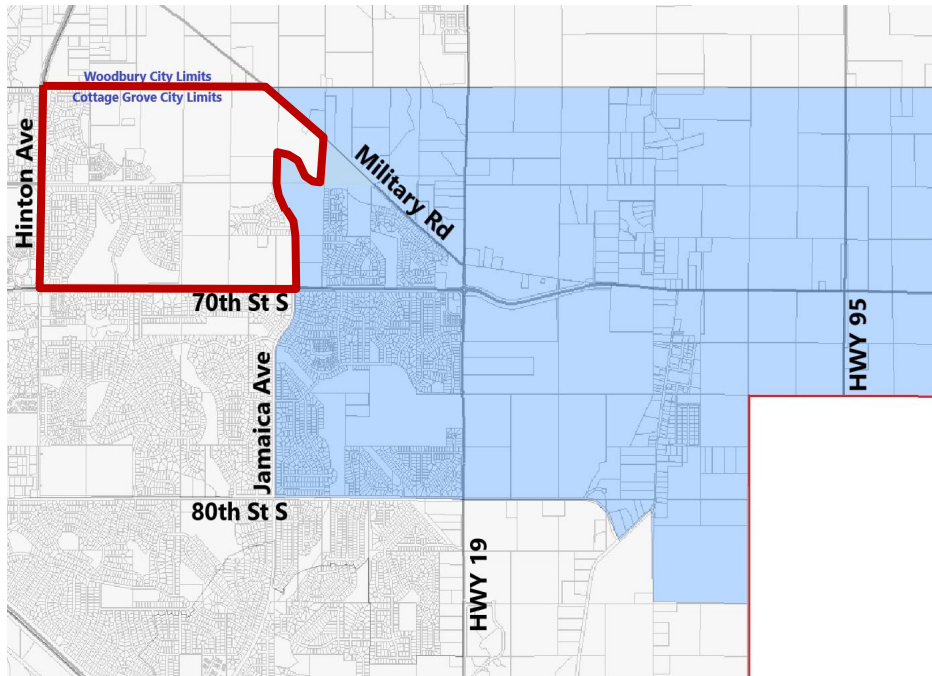 Woodbury City Limits
Cottage Grove City Limits
Hinton Ave
Military Rd
70th St S
HWY 95
Jamaica Ave
80th St S
HWY 19